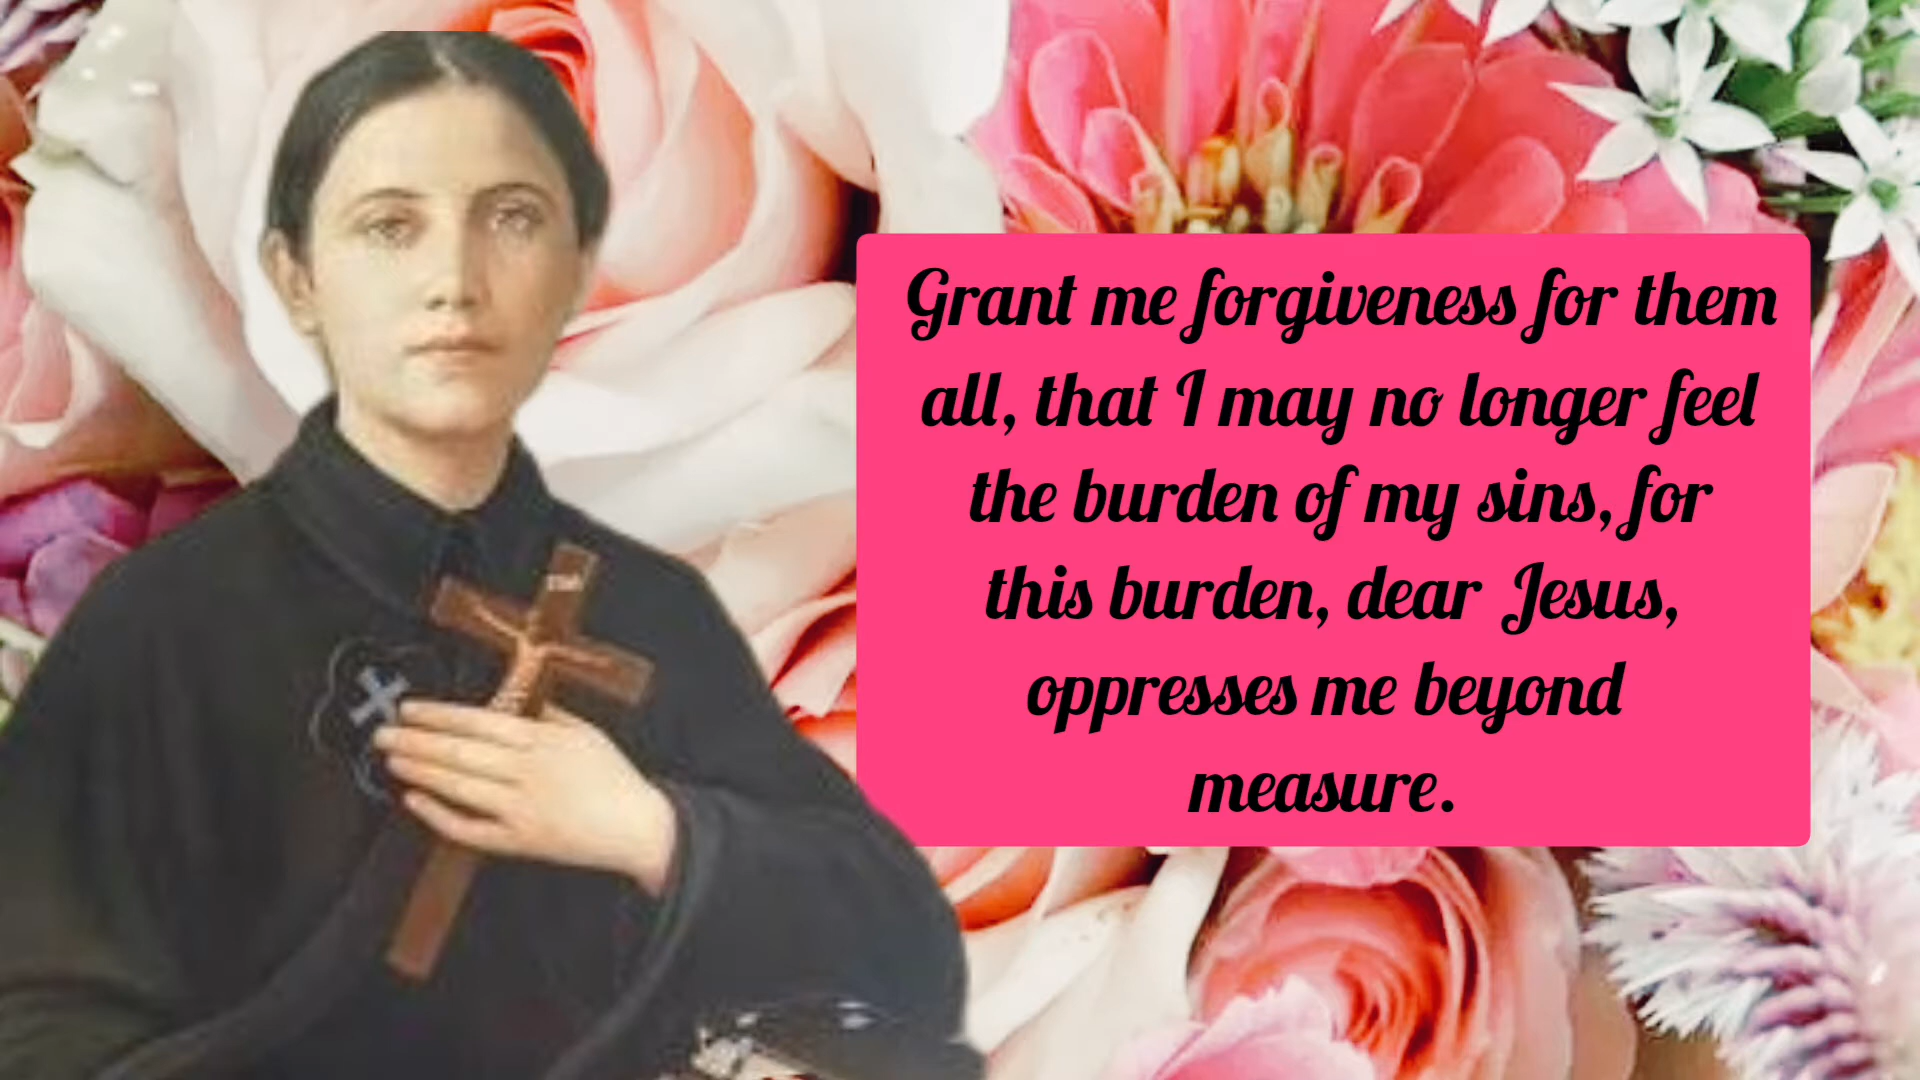 Grant me forgiveness for them
all, that I may no longer feel
the burden of my sins, for
this burden, dear Jesus,
oppresses me beyond
measure.